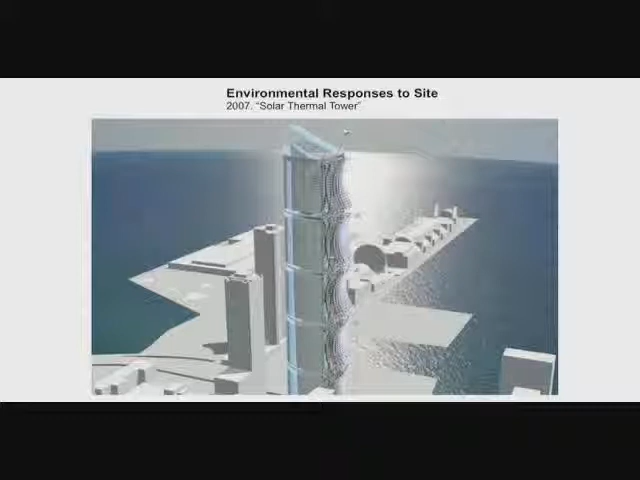 Environmental Responses to Site
2007. “Solar Thermal Tower”